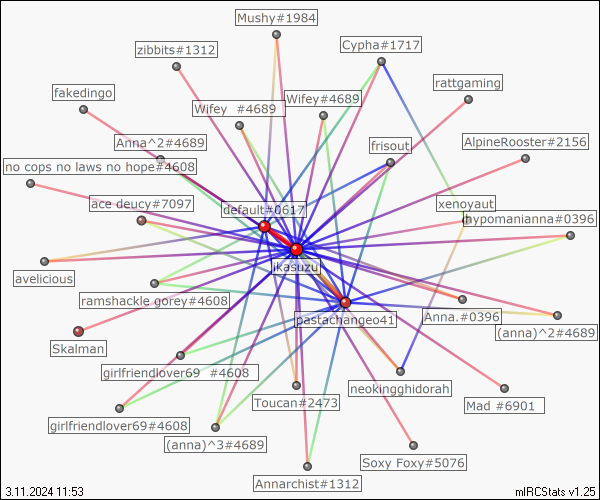 Mushy#1984
Cypha#1717
zibbits#1312
rattgaming
fakedingo
Wifey #4689
Wifey#4689
Anna^2#4689
frisout
AlpineRooster#2156
no cops no laws no hope#4608
ace deucy#7097
default#0617
xenoyaut
hypomanianna#0396
ikasuzu
avelicious
ramshackle gorey#4608
pastachangeo41
Anna.#0396
(anna)^2#4689
Skalman
girlfriendlover69 #4608
neokingghidorah
Toucan#2473
Mad #6901
girlfriendlover69#4608
(anna)^3#4689
Soxy Foxy#5076
Annarchist#1312
3.11.2024 11:53
mIRCStats v1.25